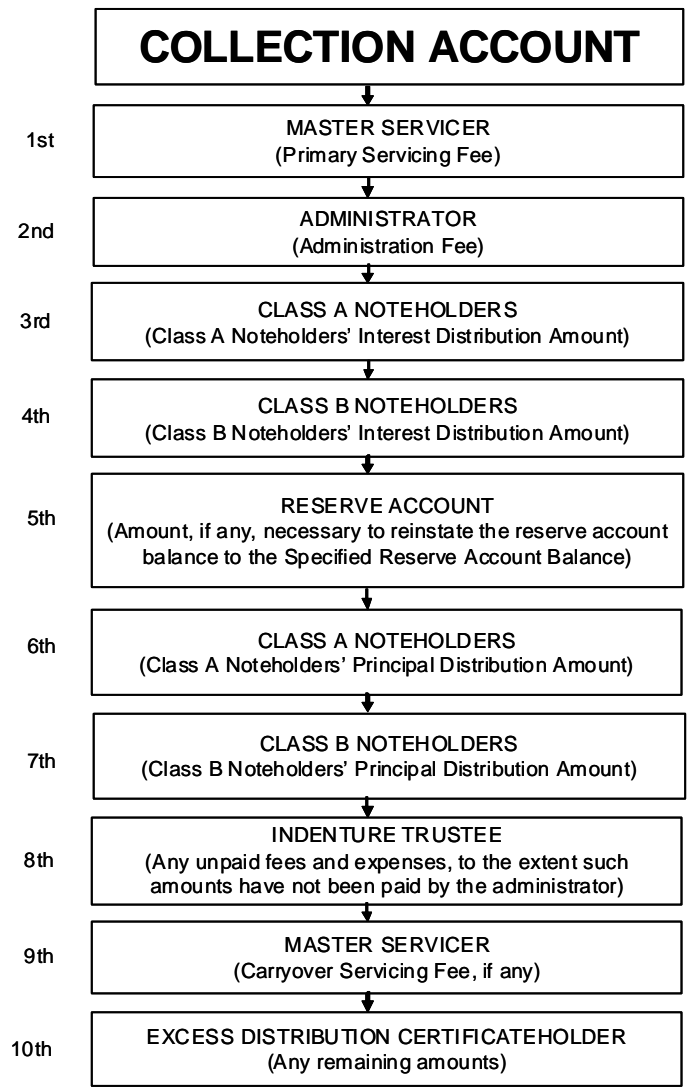 COLLECTION ACCOUNT
1st
MASTER SERVICER
(Primary Servicing Fee)
2nd
ADMINISTRATOR
(Administration Fee)
3rd
CLASS A NOTEHOLDERS
(Class A Noteholders' Interest Distribution Amount)
4th
CLASS B NOTEHOLDERS
(Class B Noteholders' Interest Distribution Amount)
5th
RESERVE ACCOUNT
(Amount, if any, necessary to reinstate the reserve account
balance to the Specified Reserve Account Balance)
6th
CLASS A NOTEHOLDERS
(Class A Noteholders' Principal Distribution Amount)
7th
CLASS B NOTEHOLDERS
(Class B Noteholders' Principal Distribution Amount)
8th
INDENTURE TRUSTEE
(Any unpaid fees and expenses, to the extent such
amounts have not been paid by the administrator)
9th
MASTER SERVICER
(Carryover Servicing Fee, if any)
10th
EXCESS DISTRIBUTION CERTIFICATEHOLDER
(Any remaining amounts)